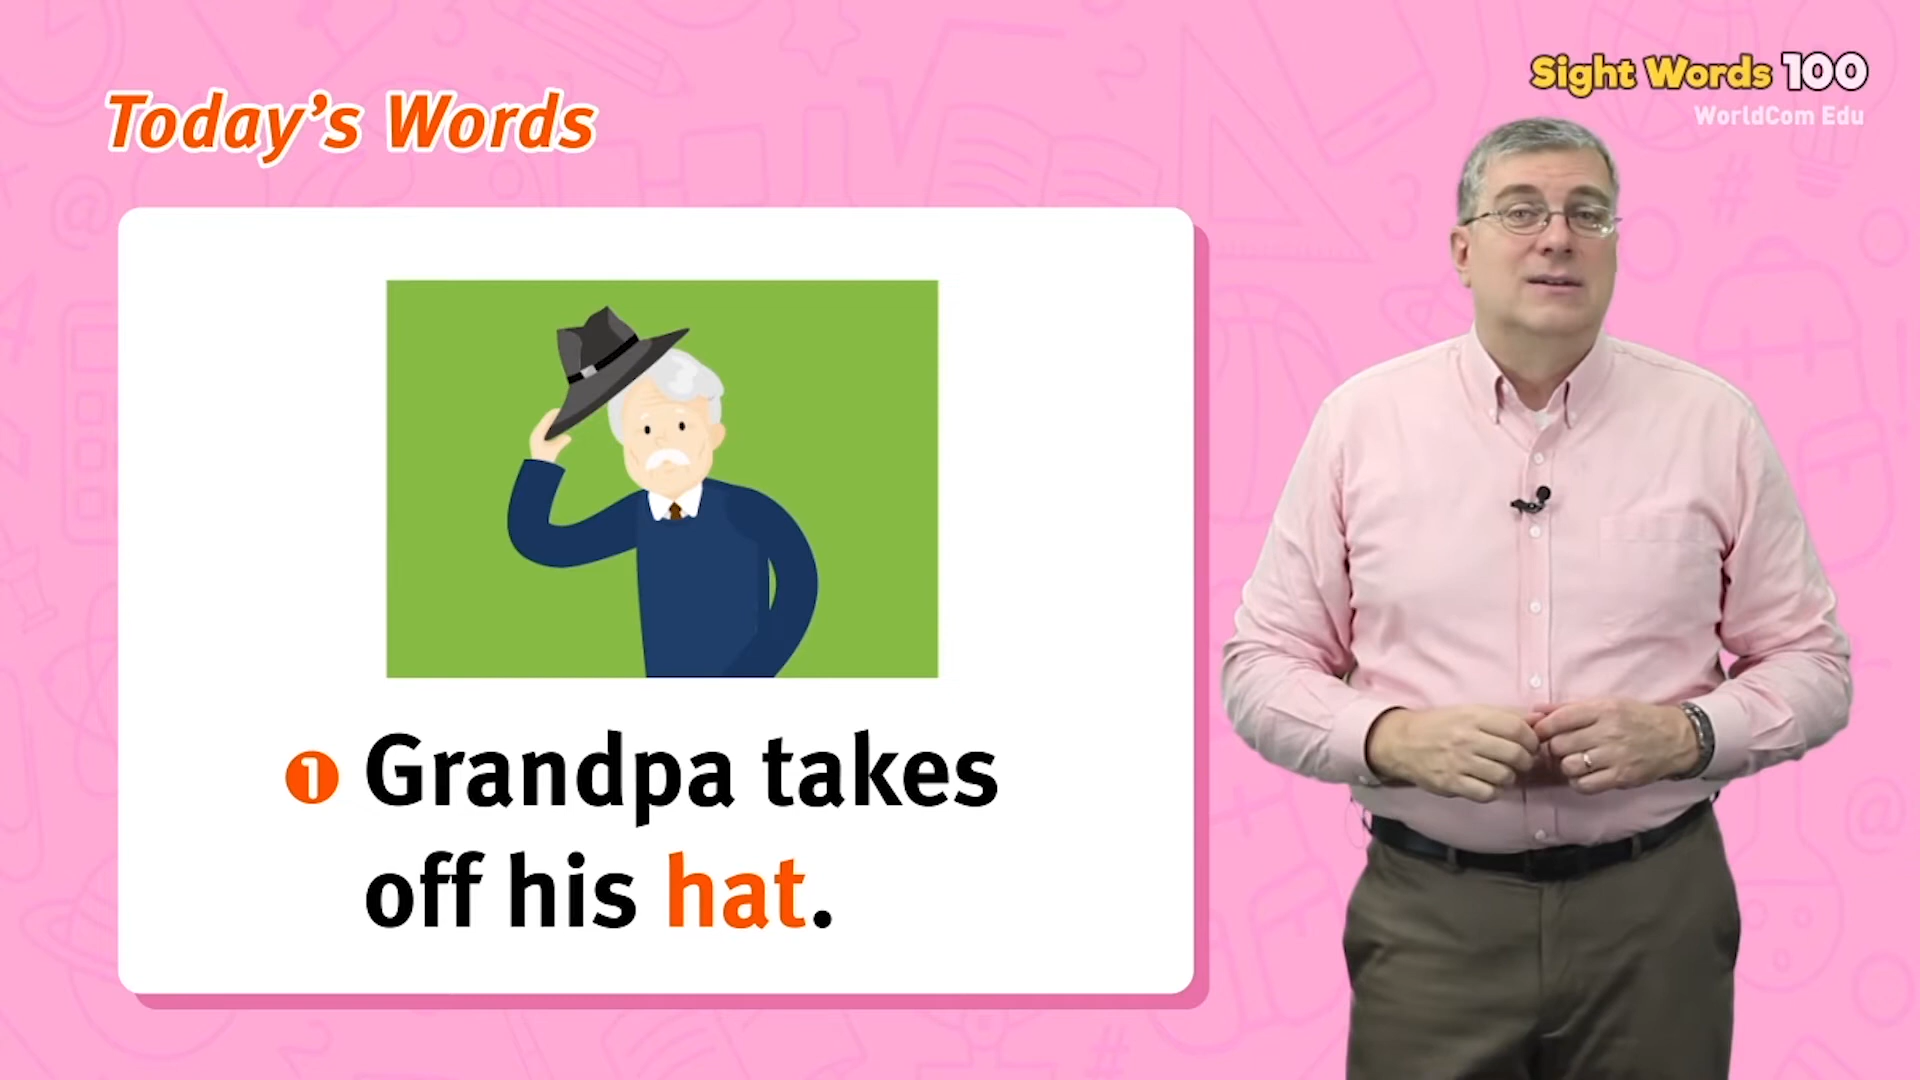 Today's Words
Sight Words 100
WorldCom Edu
1 Grandpa takes
off his hat.